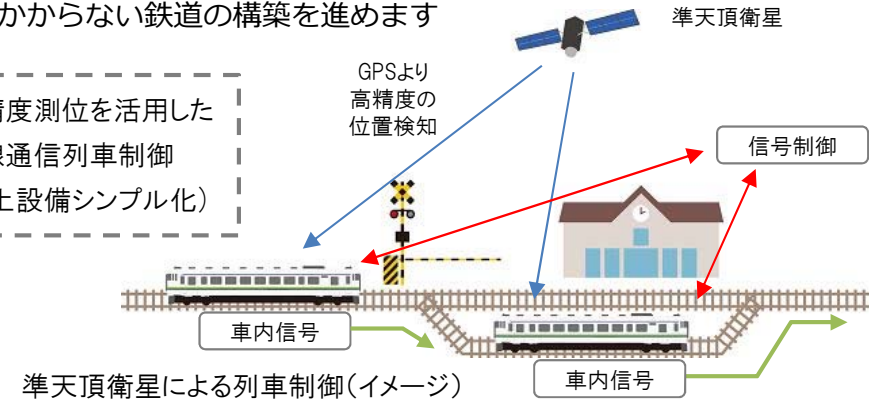 かからない鉄道の構築を進めます
準天頂衛星
GPSより
高精度の
位置検知
度測位を活用した
通信列車制御
設備シンプル化）
信号制御
車内信号
車内信号
準天頂衛星による列車制御（イメージ）